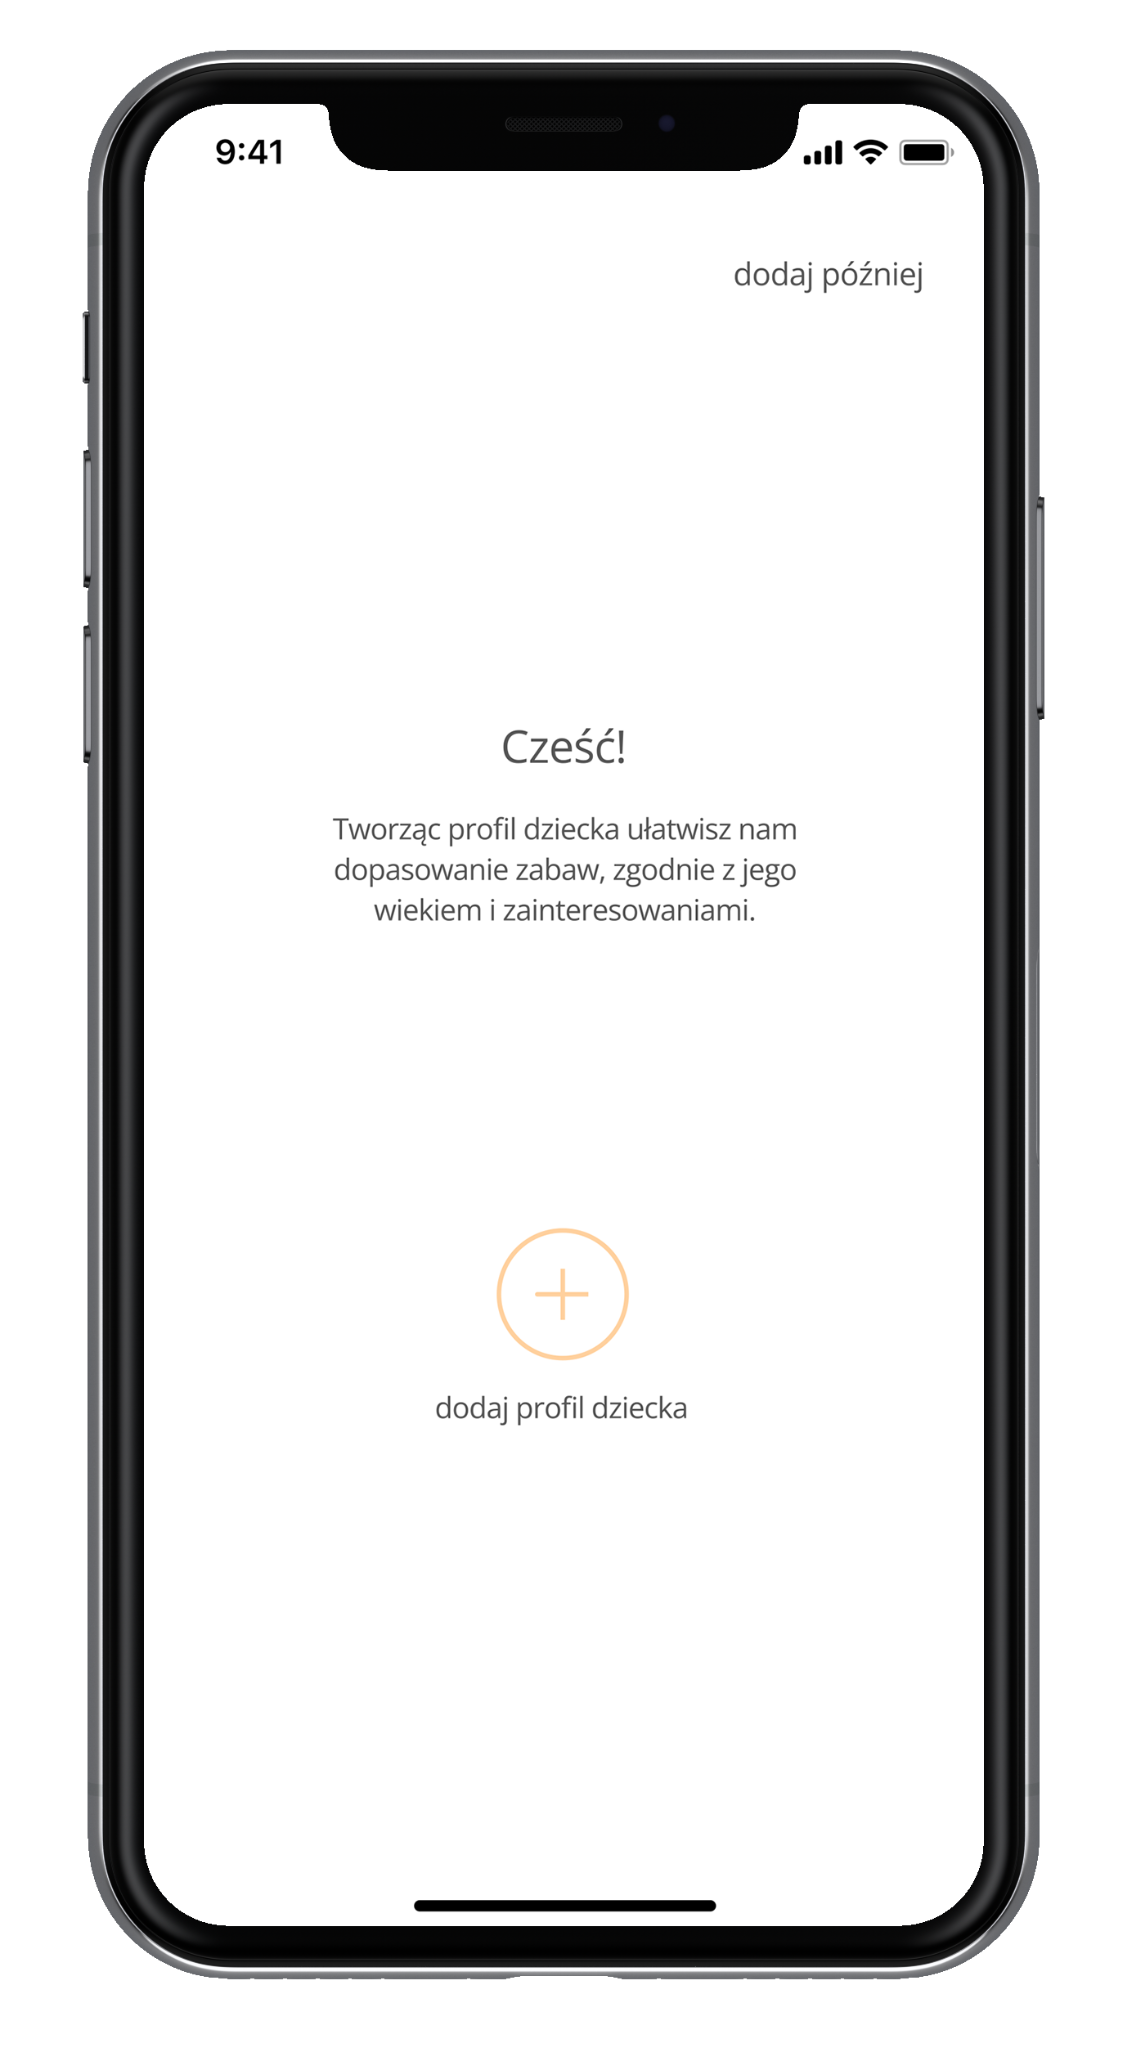 9:41
dodaj później
Cześć!
Tworząc profil dziecka ułatwisz nam
dopasowanie zabaw, zgodnie z jego
wiekiem i zainteresowaniami.
dodaj profil dziecka